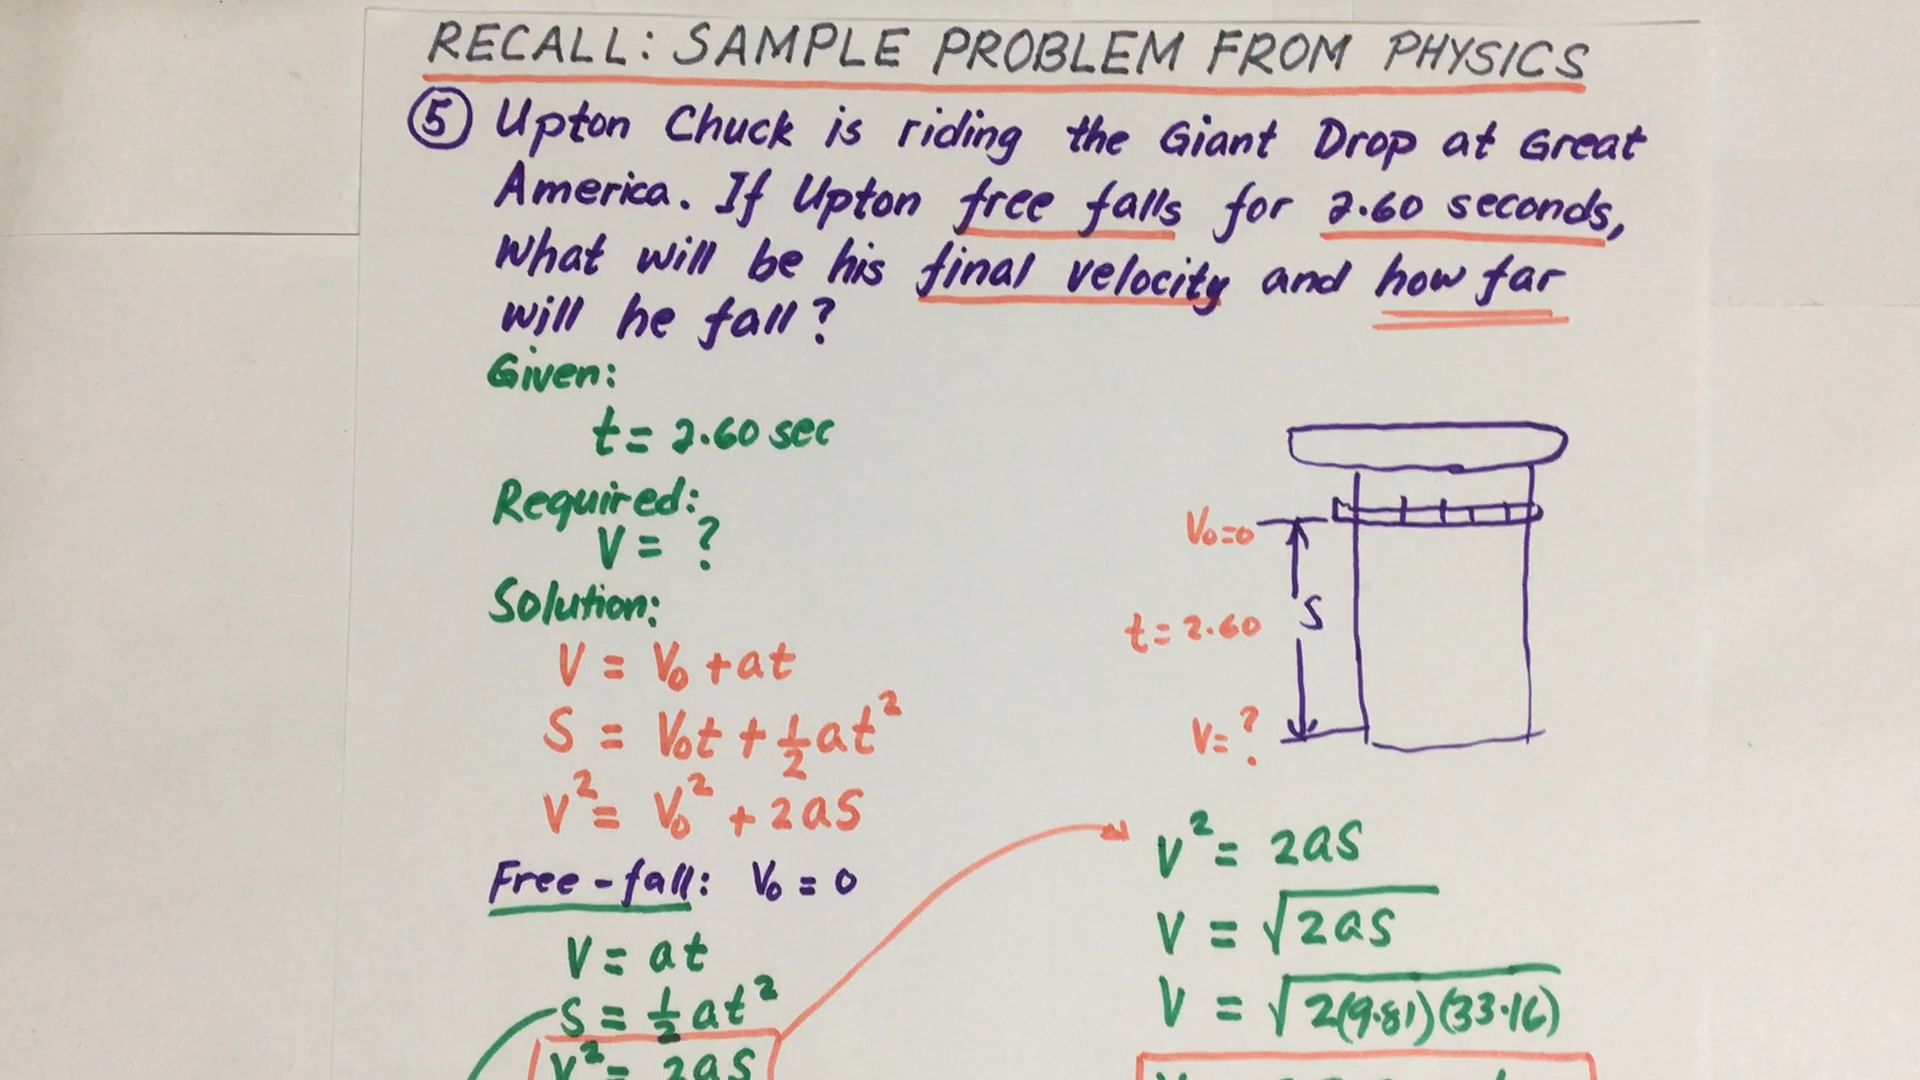 RECALL: SAMPLE PROBLEM FROM PHYSICS
⑤ Upton Chuck is riding the Giant Drop at Great
America. If Upton free falls for 2.60 seconds,
What will be his final velocity and how far
will he fall?
Given:
t = 2.60 sec
Required:
V = ?
Solution:
V = V₀ + at
S = V₀t + ½at²
V² = V₀² + 2aS
Free-fall: V₀ = 0
V = at
S = ½at²
V² = 2aS
V₀=0
t = 2.60
S
V = ?
V² = 2aS
V = √2aS
V = √2(9.81)(33.16)